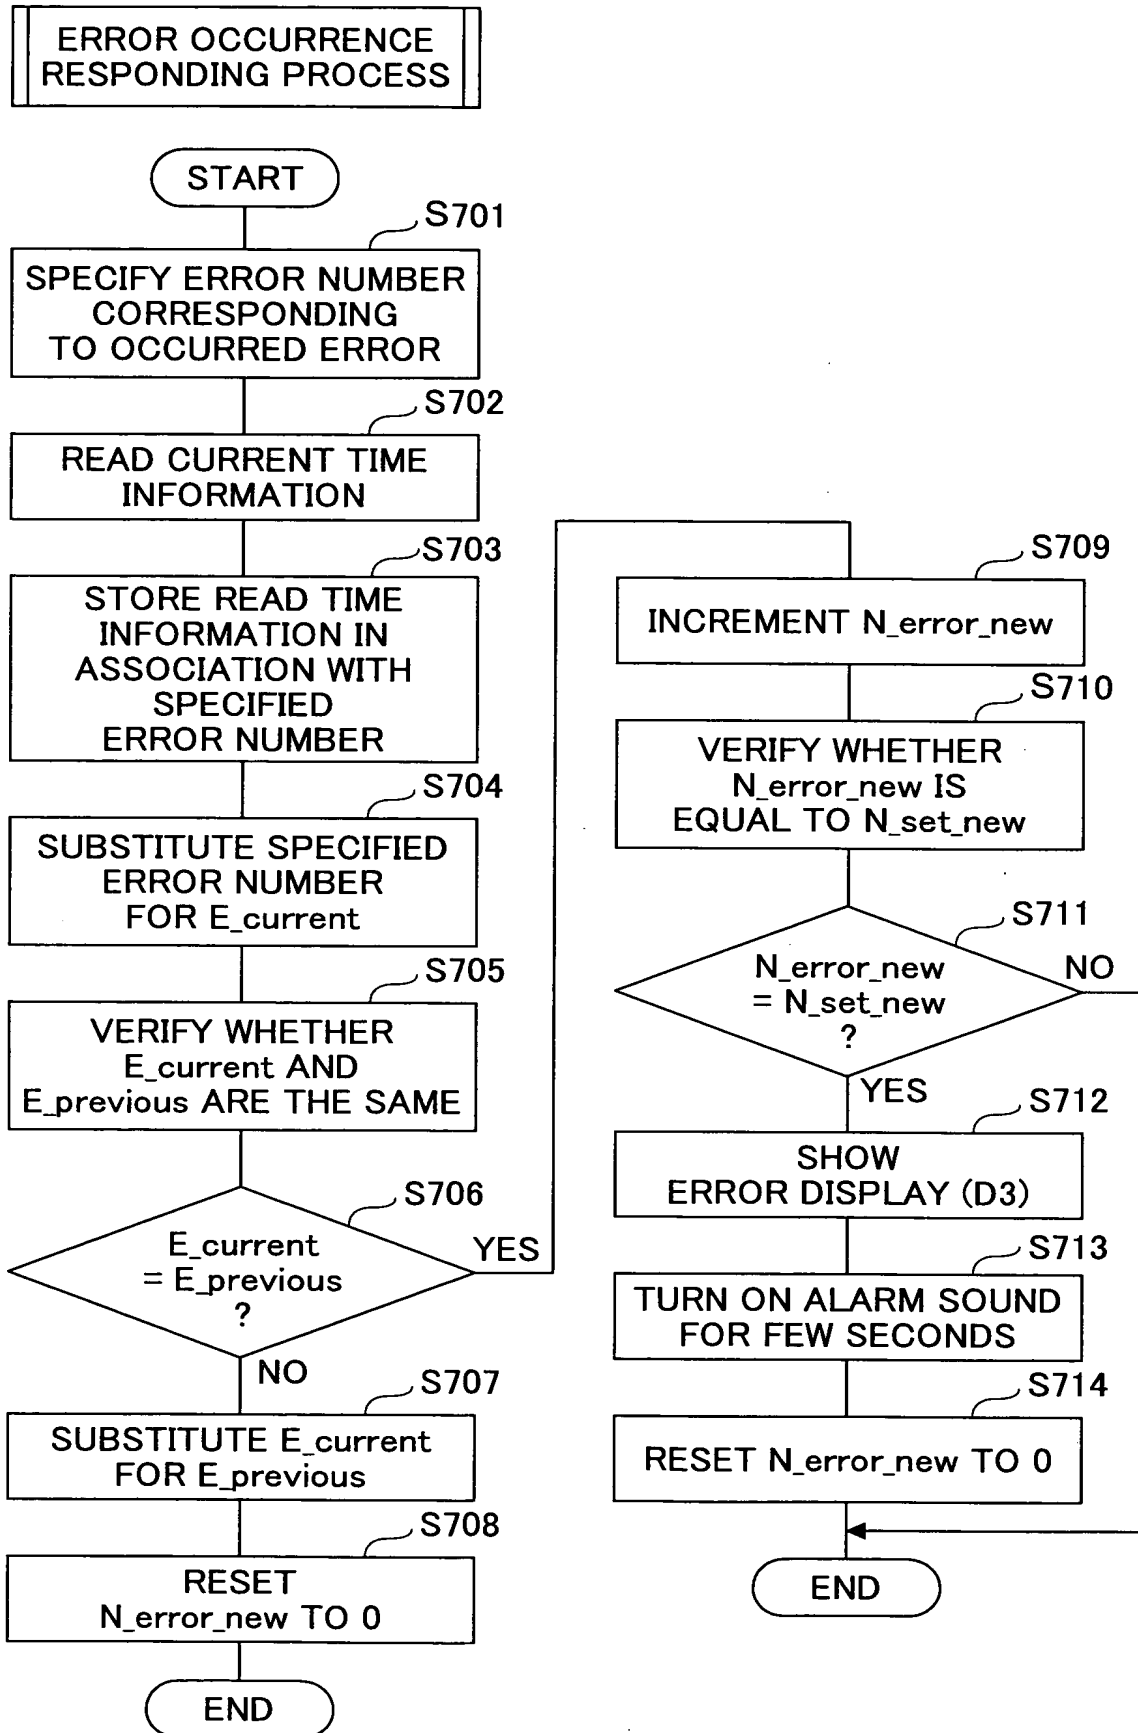 ERROR OCCURRENCE
RESPONDING PROCESS
START
S701
SPECIFY ERROR NUMBER
CORRESPONDING
TO OCCURRED ERROR
S702
READ CURRENT TIME
INFORMATION
S703
STORE READ TIME
INFORMATION IN
ASSOCIATION WITH
SPECIFIED
ERROR NUMBER
S704
SUBSTITUTE SPECIFIED
ERROR NUMBER
FOR E_current
S705
VERIFY WHETHER
E_current AND
E_previous ARE THE SAME
S706
E_current
= E_previous
?
YES
NO
S707
SUBSTITUTE E_current
FOR E_previous
S708
RESET
N_error_new TO 0
END
S709
INCREMENT N_error_new
S710
VERIFY WHETHER
N_error_new IS
EQUAL TO N_set_new
S711
N_error_new
= N_set_new
?
NO
YES
S712
SHOW
ERROR DISPLAY (D3)
S713
TURN ON ALARM SOUND
FOR FEW SECONDS
S714
RESET N_error_new TO 0
END